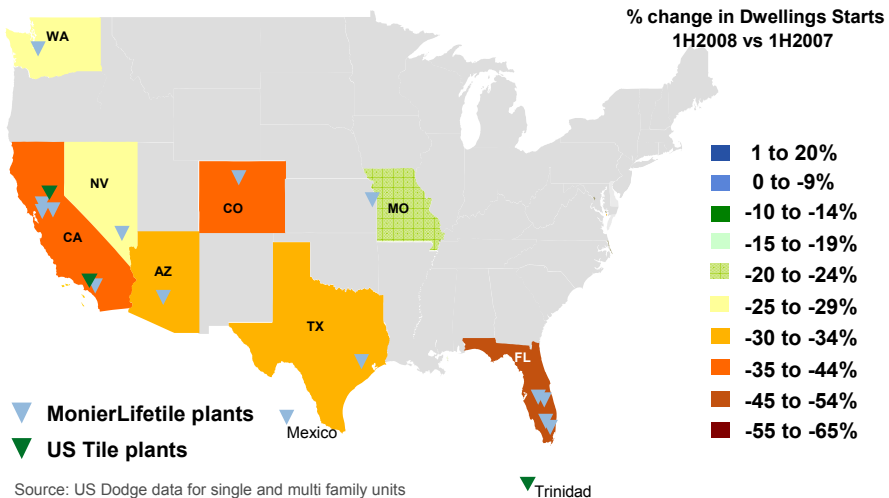 % change in Dwellings Starts
1H2008 vs 1H2007
WA
NV
CA
AZ
CO
MO
TX
FL
1 to 20%
0 to -9%
-10 to -14%
-15 to -19%
-20 to -24%
-25 to -29%
-30 to -34%
-35 to -44%
-45 to -54%
-55 to -65%
MonierLifetile plants
US Tile plants
Mexico
Trinidad
Source: US Dodge data for single and multi family units